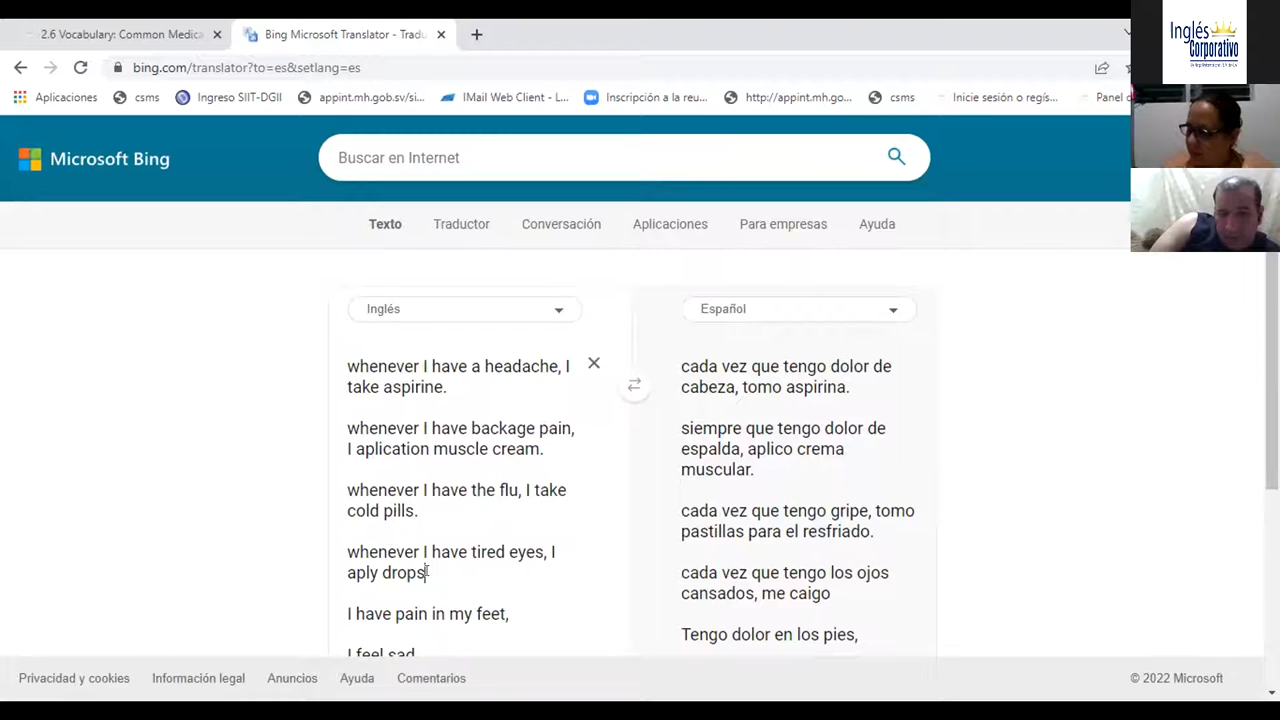 2.6 Vocabulary: Common Medica
Bing Microsoft Translator - Tradu
bing.com/translator?to=es&setlang=es
Aplicaciones
csms
Ingreso SIIT-DGII
appint.mh.gob.sv/si...
IMail Web Client - L...
Inscripción a la reu...
http://appint.mh.go...
csms
Inicie sesión o regís...
Panel d
Inglés
Corporativo
Microsoft Bing
Buscar en Internet
Texto
Traductor
Conversación
Aplicaciones
Para empresas
Ayuda
Inglés
whenever I have a headache, I
take aspirine.
whenever I have backage pain,
I aplication muscle cream.
whenever I have the flu, I take
cold pills.
whenever I have tired eyes, I
aply drops
I have pain in my feet,
I feel sad
Español
cada vez que tengo dolor de
cabeza, tomo aspirina.
siempre que tengo dolor de
espalda, aplico crema
muscular.
cada vez que tengo gripe, tomo
pastillas para el resfriado.
cada vez que tengo los ojos
cansados, me caigo
Tengo dolor en los pies,
Privacidad y cookies
Información legal
Anuncios
Ayuda
Comentarios
© 2022 Microsoft